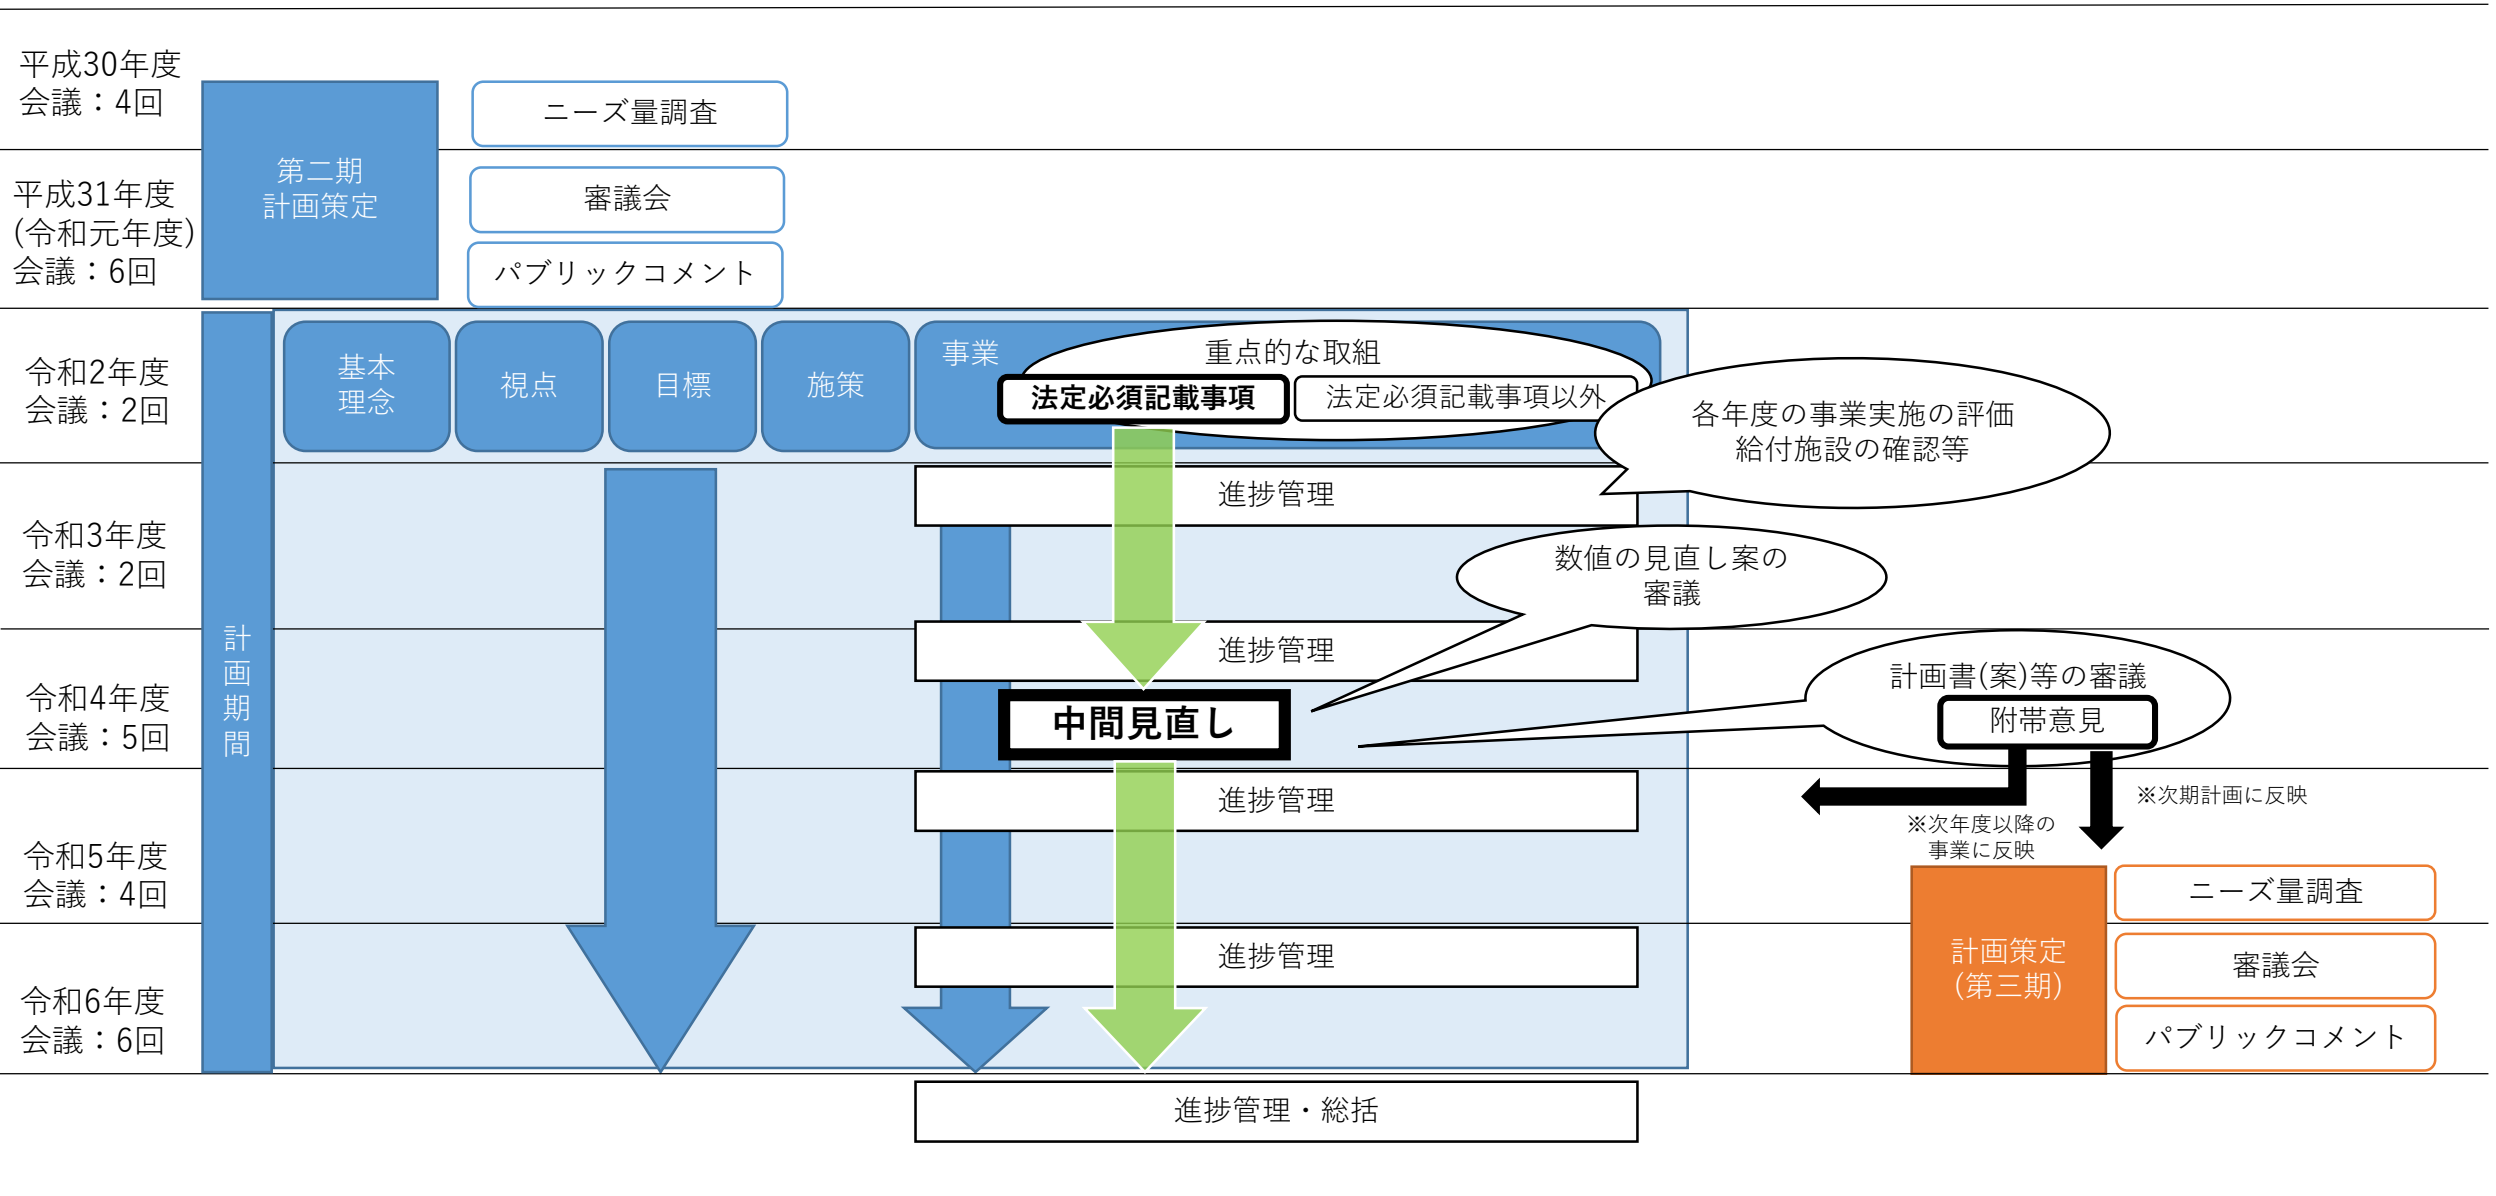 平成30年度
会議：4回
第二期
計画策定
ニーズ量調査
平成31年度
(令和元年度)
会議：6回
審議会
パブリックコメント
令和2年度
会議：2回
基本
理念
視点
目標
施策
事業
重点的な取組
法定必須記載事項
法定必須記載事項以外
各年度の事業実施の評価
給付施設の確認等
進捗管理
令和3年度
会議：2回
数値の見直し案の
審議
計画期間
進捗管理
令和4年度
会議：5回
中間見直し
計画書(案)等の審議
附帯意見
進捗管理
※次期計画に反映
※次年度以降の
事業に反映
令和5年度
会議：4回
ニーズ量調査
計画策定
(第三期)
進捗管理
審議会
令和6年度
会議：6回
パブリックコメント
進捗管理・総括